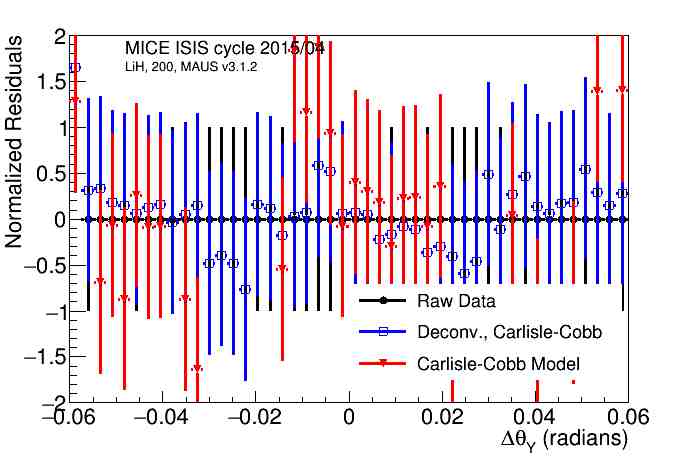 MICE ISIS cycle 2015/04
LiH, 200, MAUS v3.1.2
Normalized Residuals
2
1.5
1
0.5
0
−0.5
−1
−1.5
−2
Raw Data
Deconv., Carlisle-Cobb
Carlisle-Cobb Model
−0.06 −0.04 −0.02 0 0.02 0.04 0.06
Δθ_Y (radians)